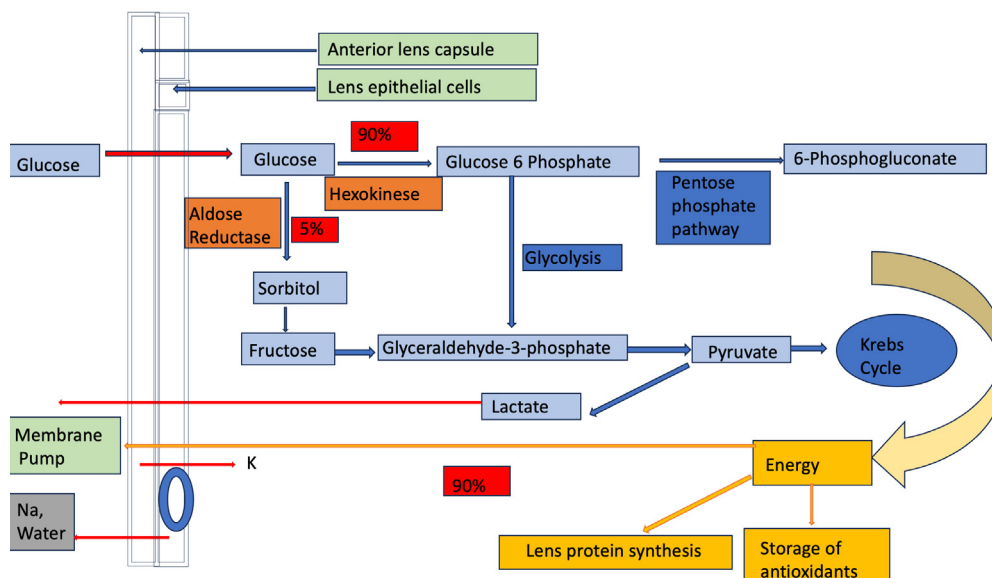 Anterior lens capsule
Lens epithelial cells
90%
Glucose
Glucose
Glucose 6 Phosphate
6-Phosphogluconate
Hexokinese
Aldose
Reductase
5%
Pentose
phosphate
pathway
Glycolysis
Sorbitol
Fructose
Glyceraldehyde-3-phosphate
Pyruvate
Krebs
Cycle
Lactate
Membrane
Pump
K
Energy
90%
Na,
Water
Lens protein synthesis
Storage of
antioxidants